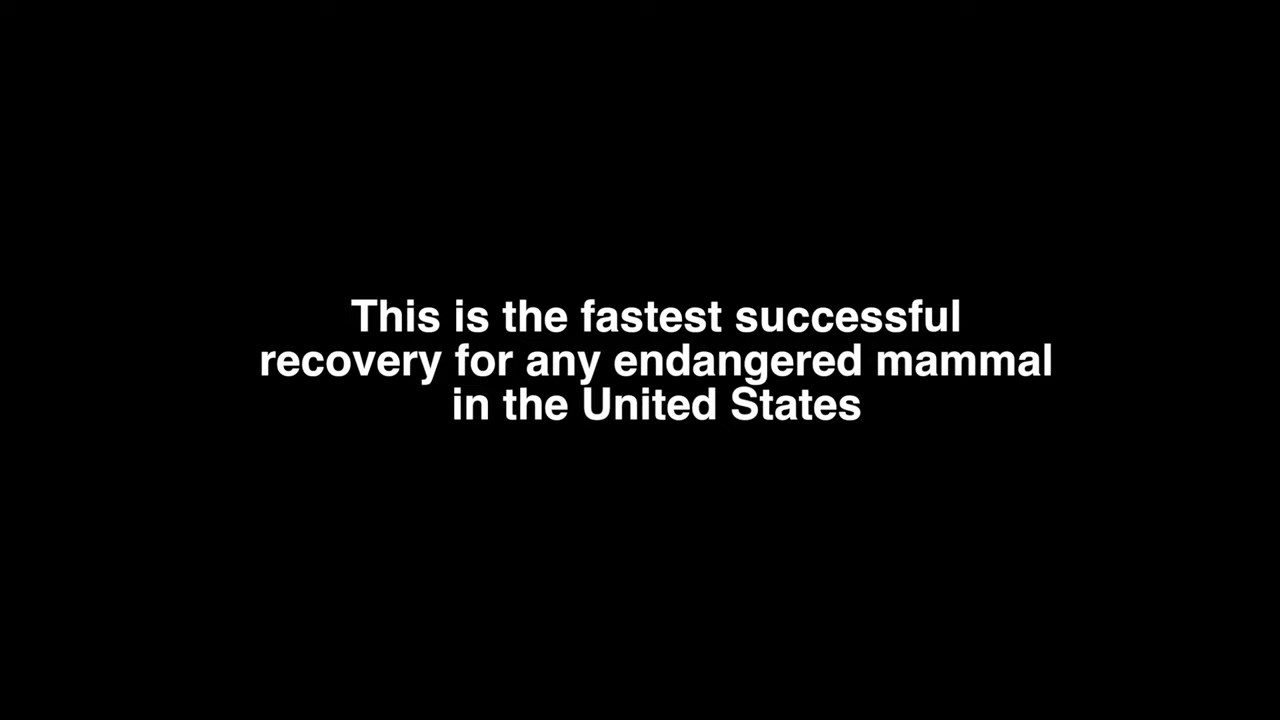 This is the fastest successful
recovery for any endangered mammal
in the United States